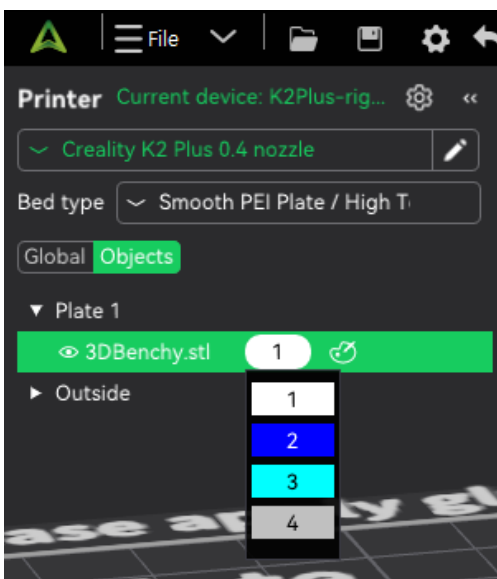 File
Printer Current device: K2Plus-rig...
Creality K2 Plus 0.4 nozzle
Bed type Smooth PEI Plate / High T
Global Objects
Plate 1
3DBenchy.stl 1
Outside
1
2
3
4